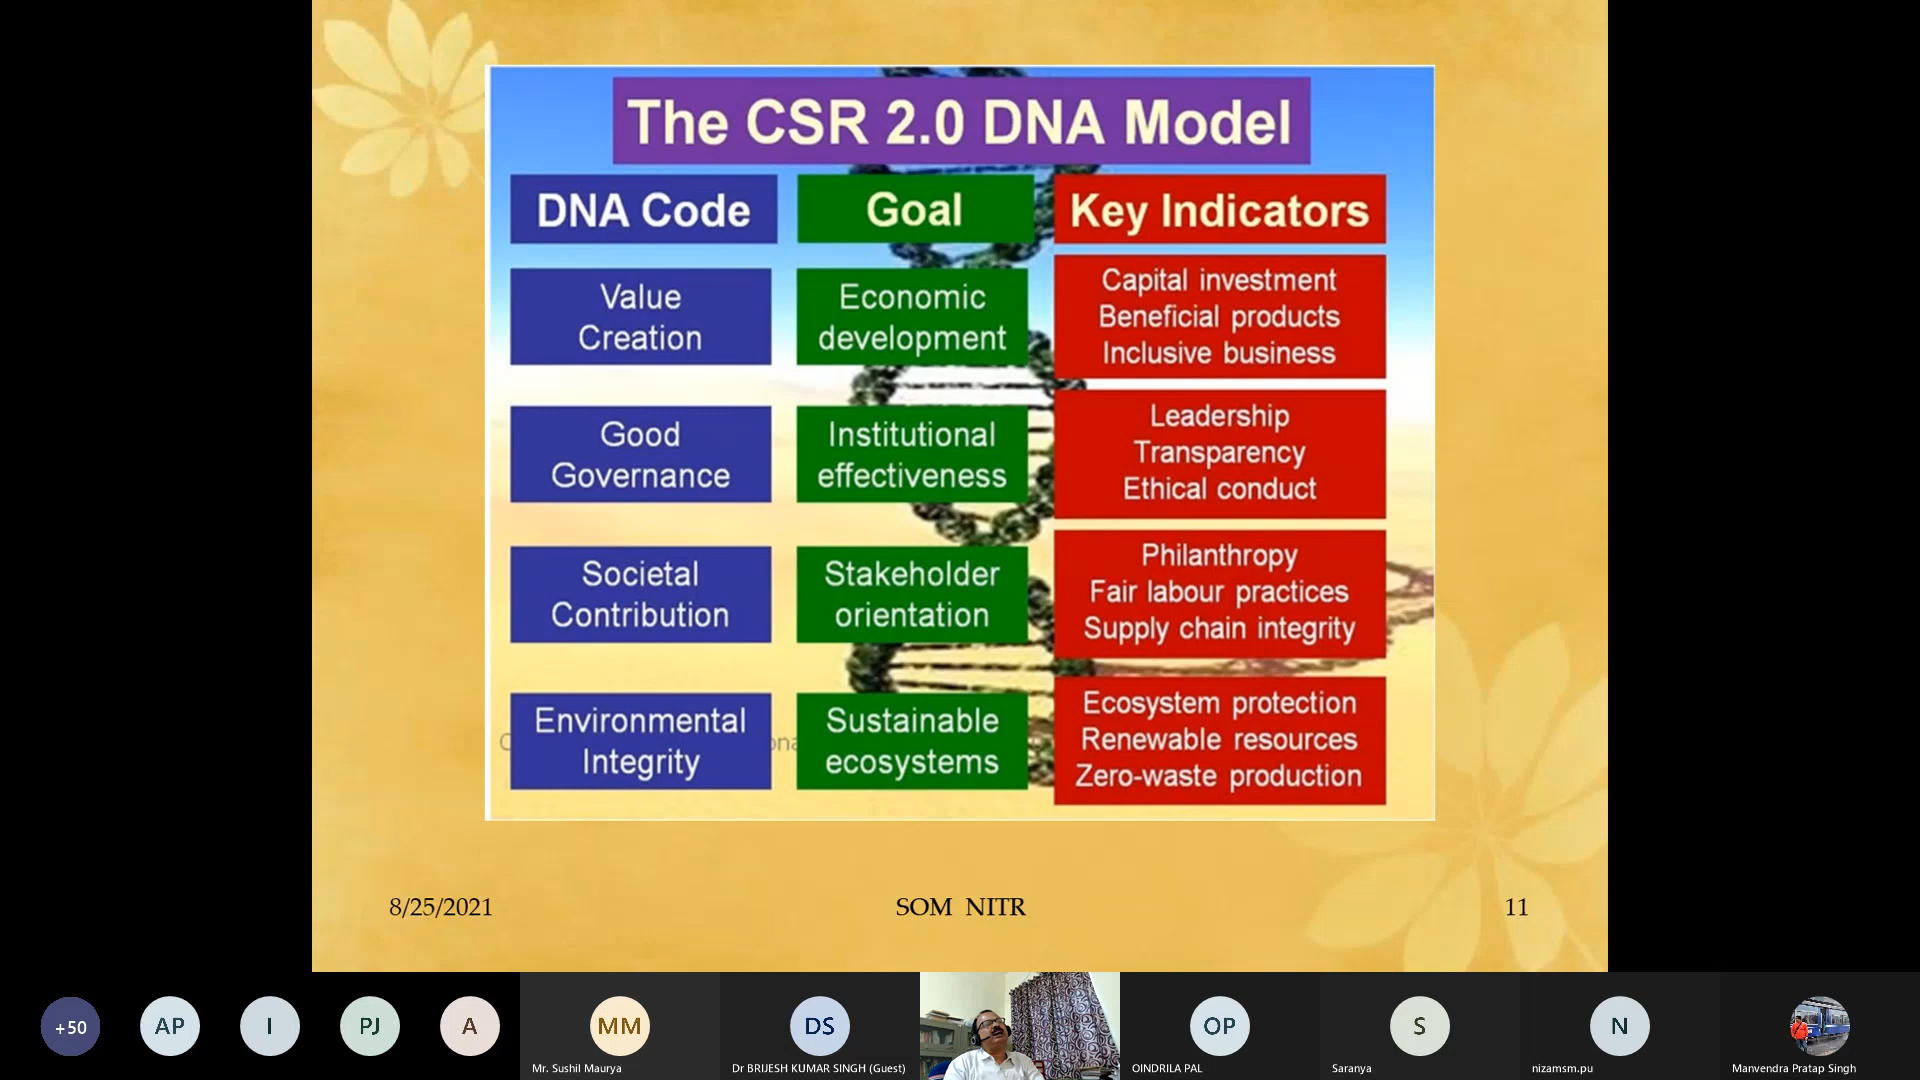 The CSR 2.0 DNA Model
DNA Code
Goal
Key Indicators
Value
Creation
Economic
development
Capital investment
Beneficial products
Inclusive business
Good
Governance
Institutional
effectiveness
Leadership
Transparency
Ethical conduct
Societal
Contribution
Stakeholder
orientation
Philanthropy
Fair labour practices
Supply chain integrity
Environmental
Integrity
Sustainable
ecosystems
Ecosystem protection
Renewable resources
Zero-waste production
8/25/2021
SOM NITR
11
+50
AP
I
PJ
A
MM
Mr. Sushil Maurya
DS
Dr BRIJESH KUMAR SINGH (Guest)
OP
OINDRILA PAL
S
Saranya
N
nizamsm.pu
Manvendra Pratap Singh